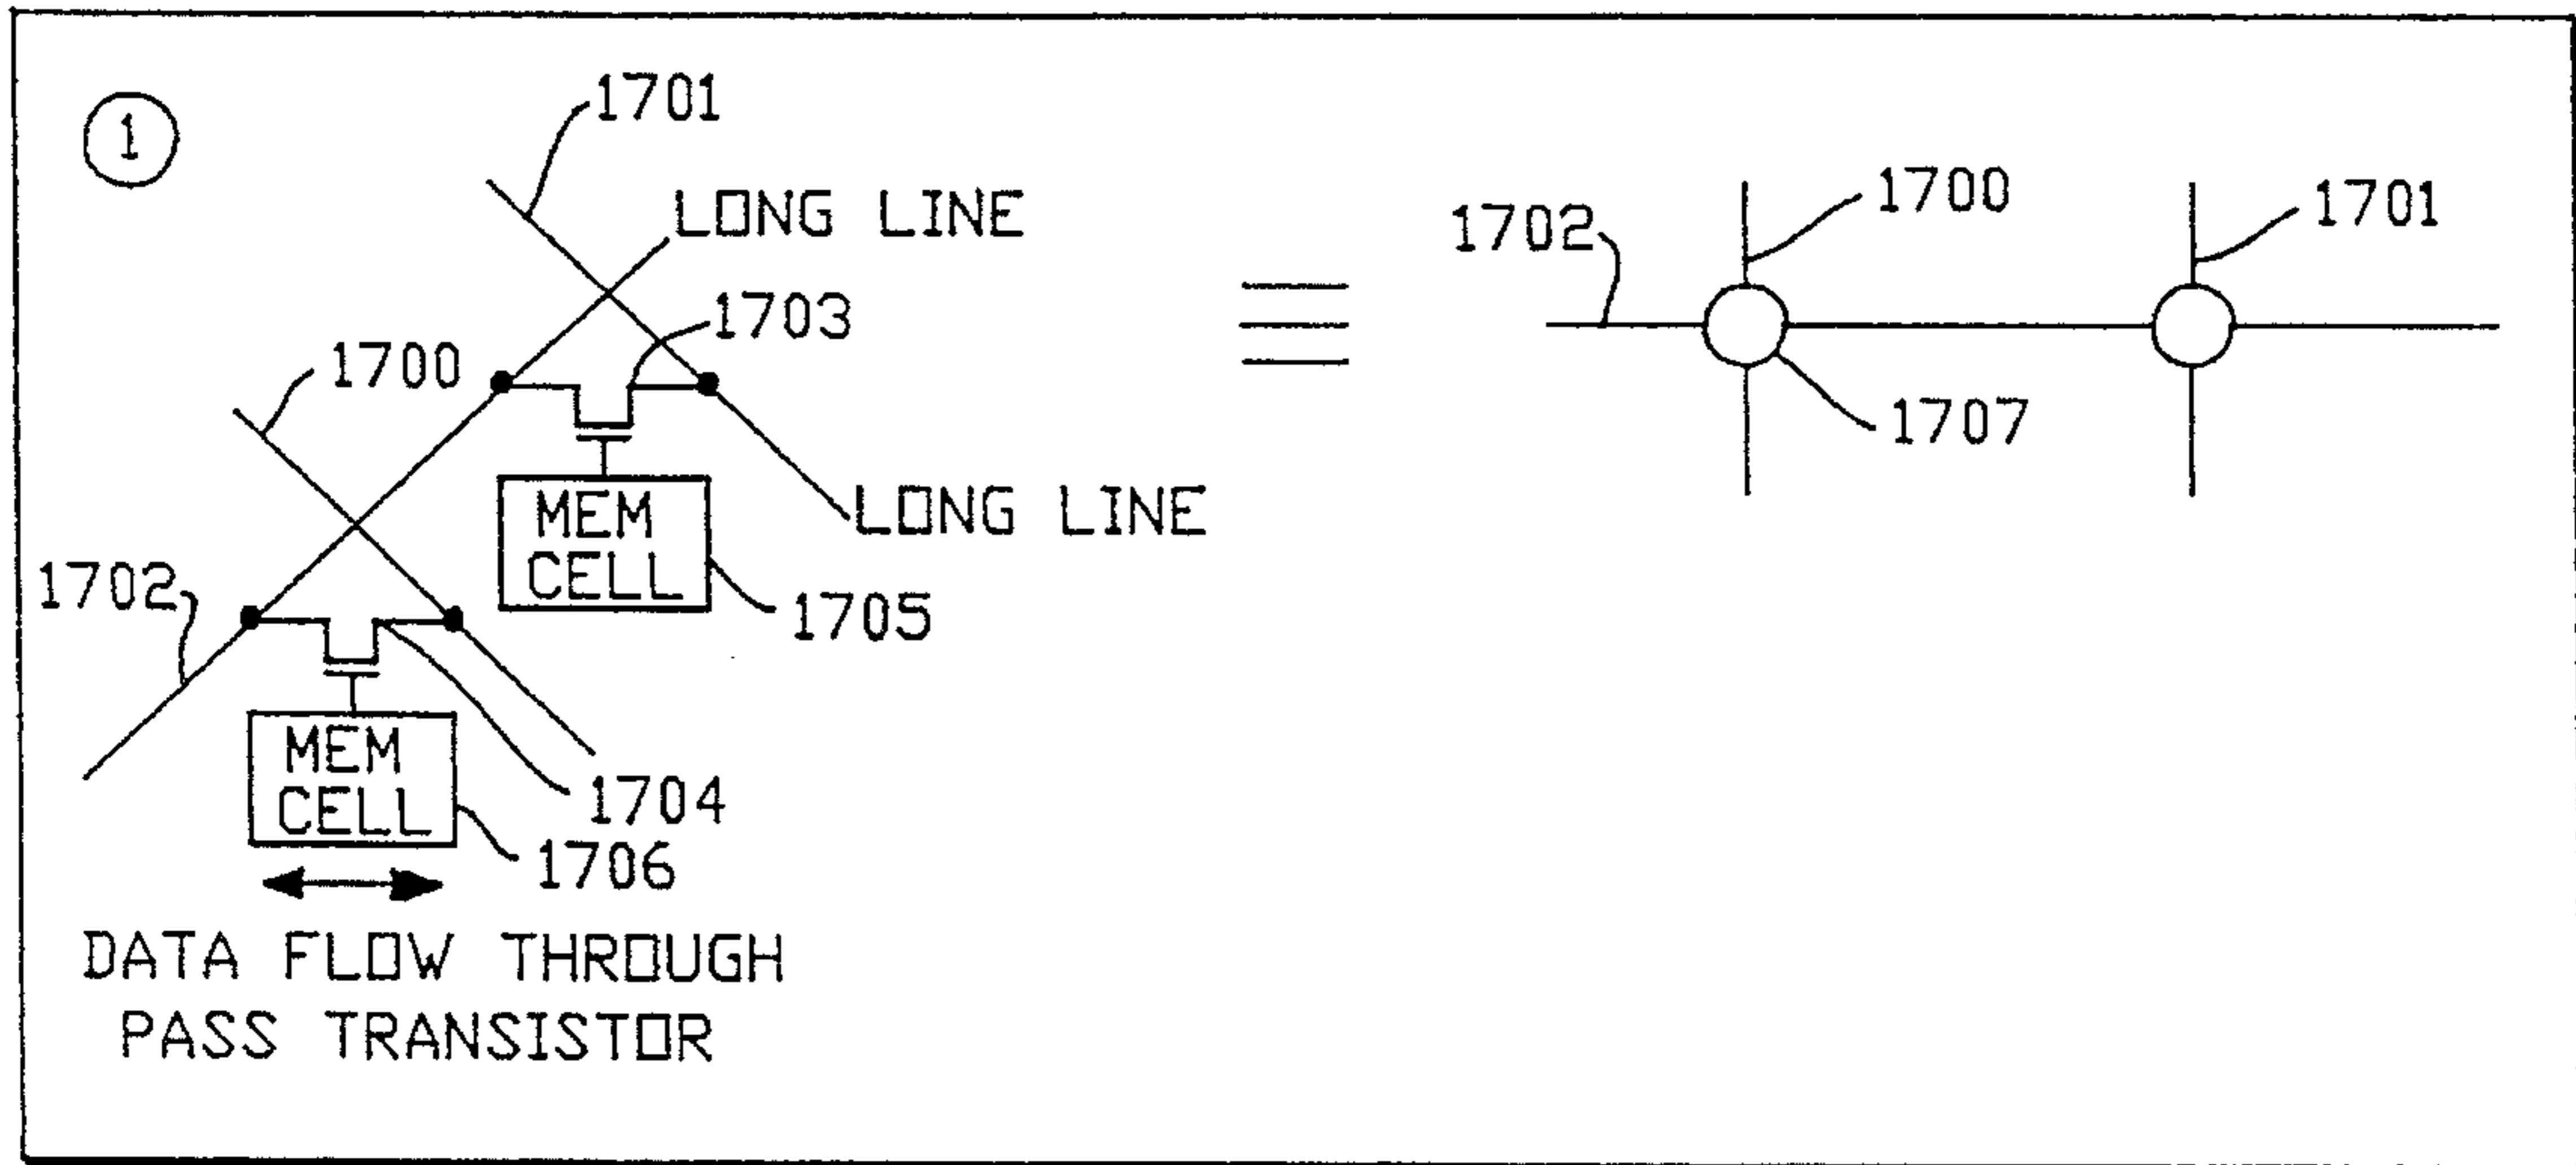 1
1701
LONG LINE
1703
1700
MEM
CELL
LONG LINE
1702
1705
MEM
CELL
1704
1706
DATA FLOW THROUGH
PASS TRANSISTOR
1702
1700
1701
1707